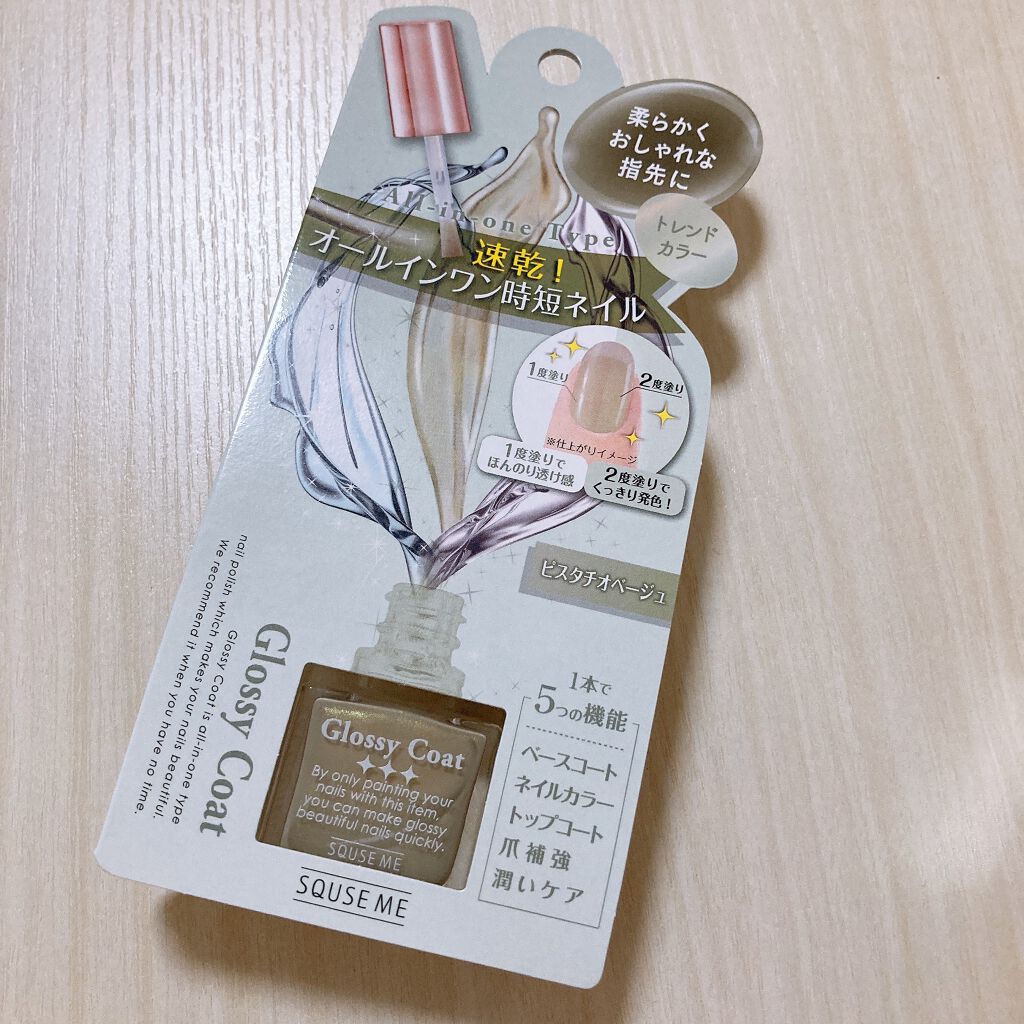 柔らかく
おしゃれな
指先に
トレンド
カラー
All-in-one Type
速乾!
オールインワン時短ネイル
1度塗り
2度塗り
※仕上がりイメージ
1度塗りで
ほんのり透け感
2度塗りで
くっきり発色!
ピスタチオベージュ
1本で
5つの機能
ベースコート
ネイルカラー
トップコート
爪補強
潤いケア
Glossy Coat
Glossy Coat is all-in-one type
nail polish which makes your nails beautiful.
We recommend it when you have no time.
Glossy Coat
By only painting your
nails with this item,
you can make glossy
beautiful nails quickly.
SQUSE ME
SQUSE ME